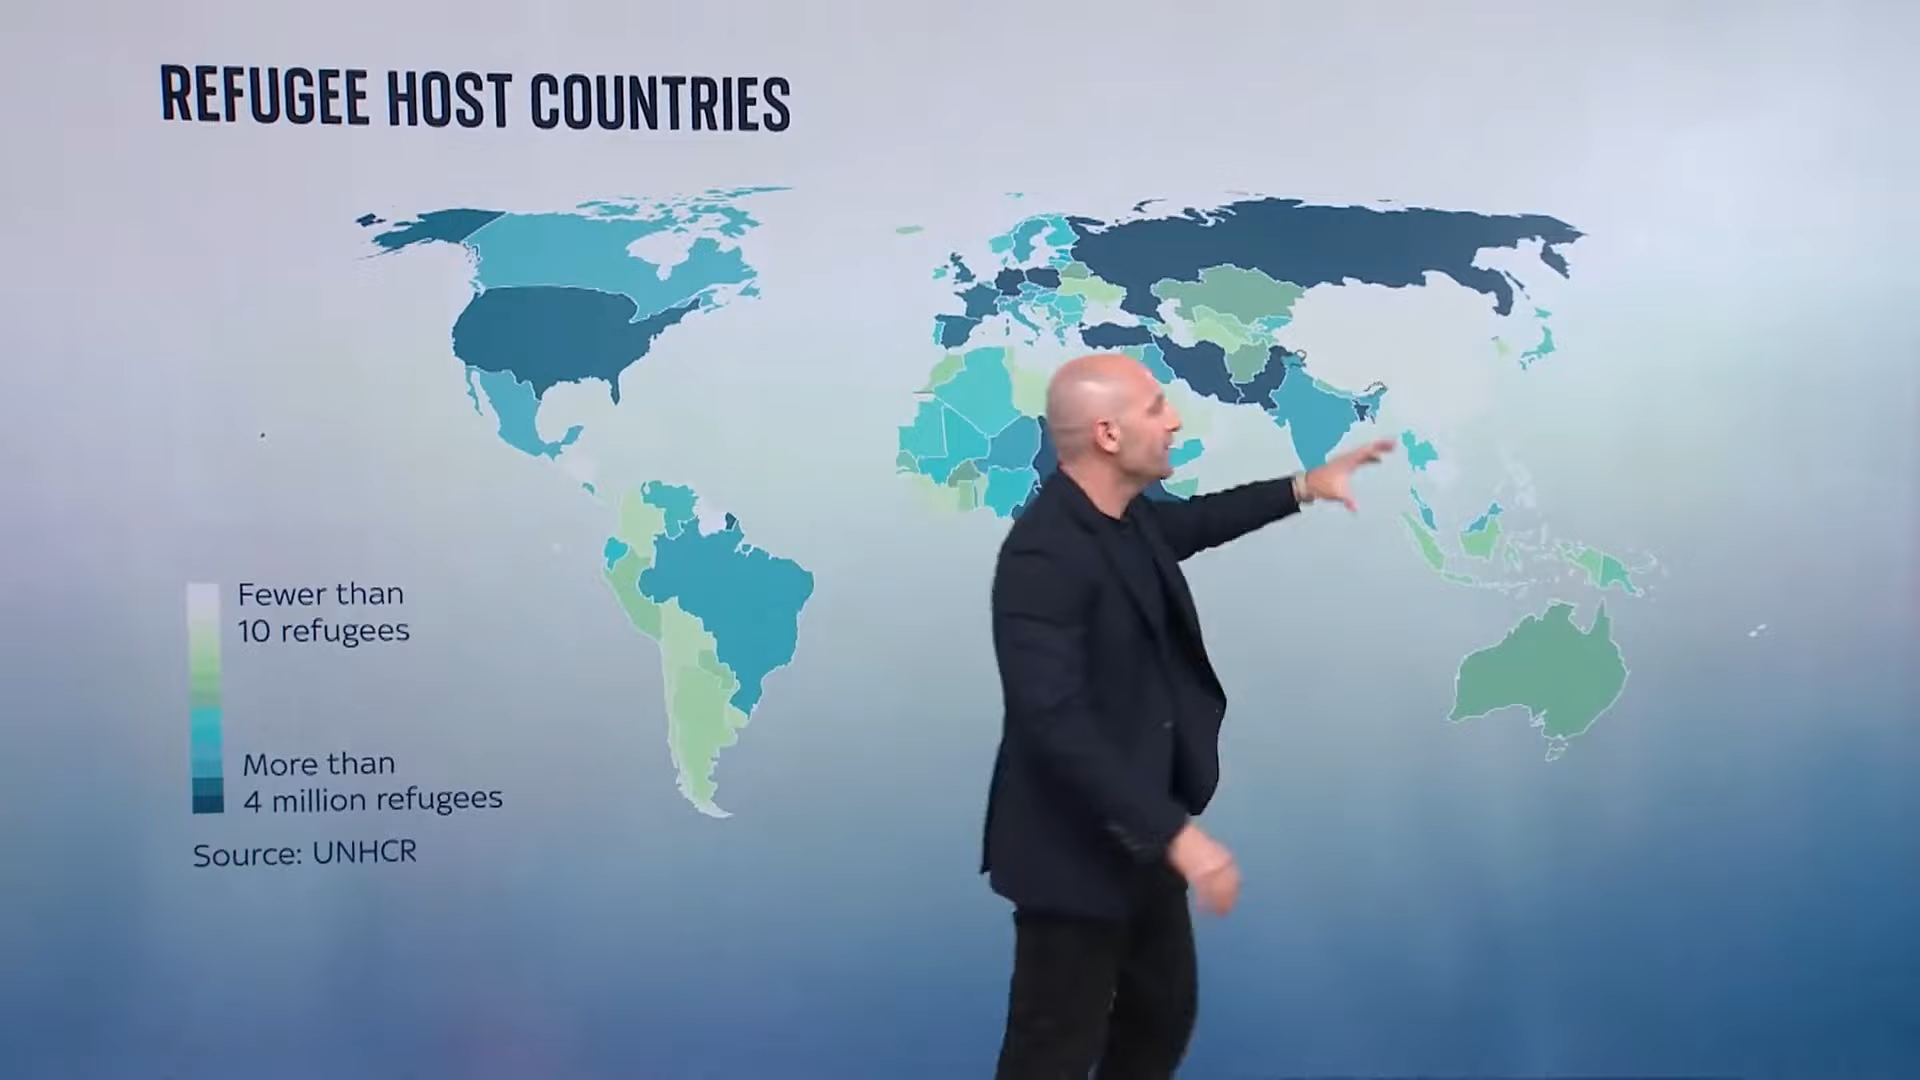 REFUGEE HOST COUNTRIES
Fewer than
10 refugees
More than
4 million refugees
Source: UNHCR